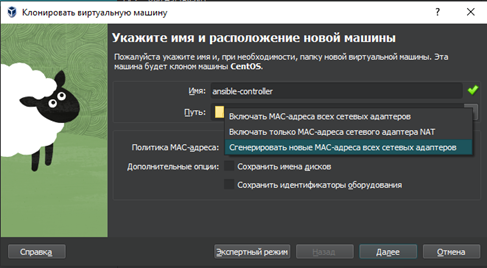 Клонировать виртуальную машину
Укажите имя и расположение новой машины
Пожалуйста укажите имя и, при необходимости, папку новой виртуальной машины. Эта
машина будет клоном машины CentOS.
Имя: ansible-controller
Путь:
Включать MAC-адреса всех сетевых адаптеров
Включать только MAC-адреса сетевого адаптера NAT
Политика MAC-адреса: Сгенерировать новые MAC-адреса всех сетевых адаптеров
Дополнительные опции: Сохранить имена дисков
Сохранить идентификаторы оборудования
Справка Экспертный режим Назад Далее Отмена